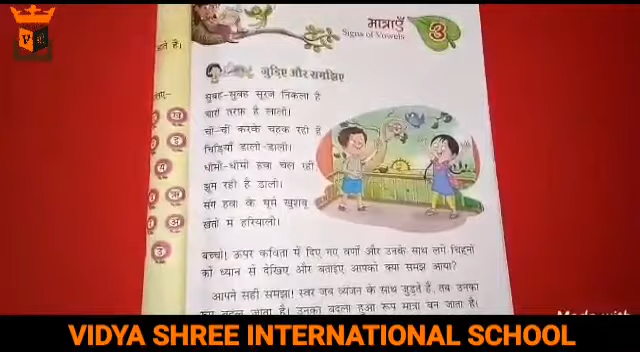 मात्राएँ
Signs of Vowels
3
जुड़िए और समझिए
सुबह-सुबह सूरज निकला है
चारों तरफ़ है लाली।
चीं-चीं करके चहक रही हैं
चिड़ियाँ डाली-डाली।
धीमी-धीमी हवा चल रही
झूम रही है डाली।
संग हवा के घूमे खुशबू
खेतों में हरियाली।
बच्चो! ऊपर कविता में दिए गए वर्णों और उनके साथ लगे चिह्नों
को ध्यान से देखिए और बताइए आपको क्या समझ आया?
आपने सही समझा! स्वर जब व्यंजन के साथ जुड़ते हैं, तब उनका
रूप बदल जाता है। उनका बदला हुआ रूप मात्रा बन जाता है।
VIDYA SHREE INTERNATIONAL SCHOOL